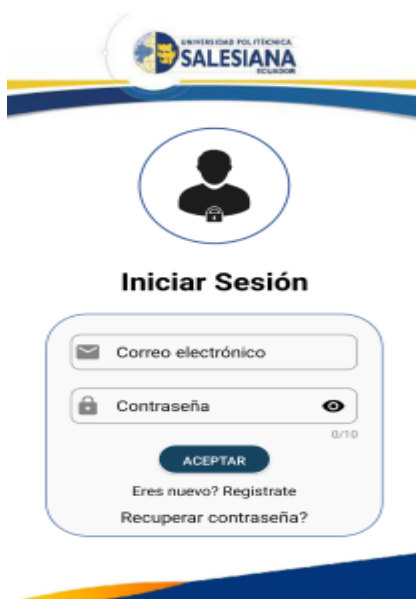 UNIVERSIDAD POLITÉCNICA
SALESIANA
ECUADOR
Iniciar Sesión
Correo electrónico
Contraseña
0/10
ACEPTAR
Eres nuevo? Registrate
Recuperar contraseña?